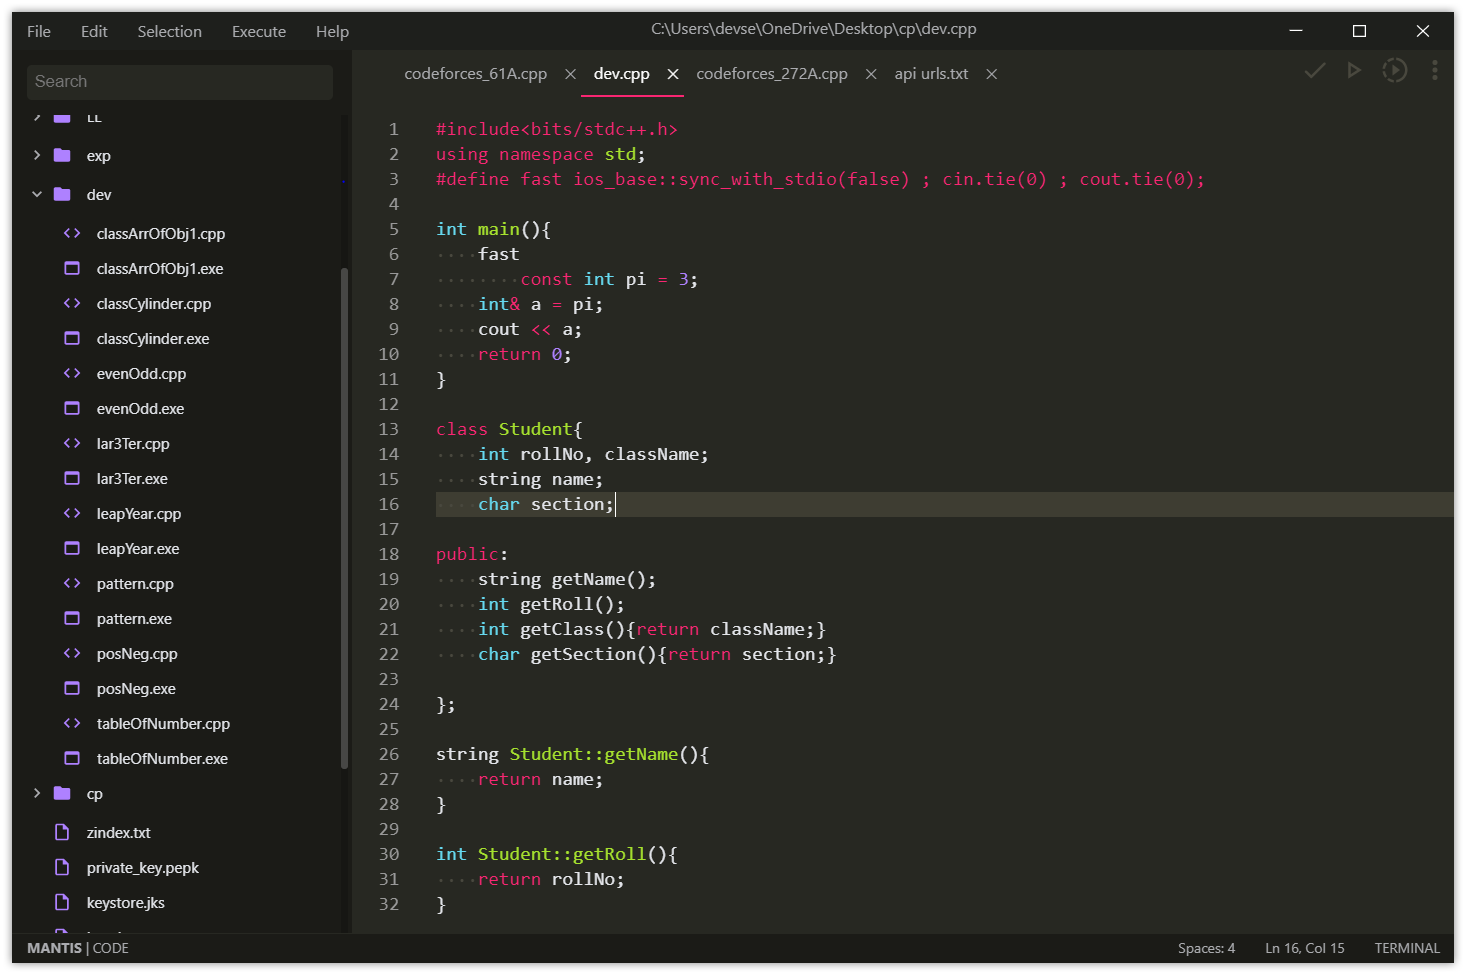 File Edit Selection Execute Help
C:\Users\devse\OneDrive\Desktop\cp\dev.cpp
Search
LL
exp
dev
classArrOfObj1.cpp
classArrOfObj1.exe
classCylinder.cpp
classCylinder.exe
evenOdd.cpp
evenOdd.exe
lar3Ter.cpp
lar3Ter.exe
leapYear.cpp
leapYear.exe
pattern.cpp
pattern.exe
posNeg.cpp
posNeg.exe
tableOfNumber.cpp
tableOfNumber.exe
cp
zindex.txt
private_key.pepk
keystore.jks
codeforces_61A.cpp dev.cpp codeforces_272A.cpp api urls.txt
1 #include<bits/stdc++.h>
2 using namespace std;
3 #define fast ios_base::sync_with_stdio(false) ; cin.tie(0) ; cout.tie(0);
4
5 int main(){
6 ····fast
7 ········const int pi = 3;
8 ····int& a = pi;
9 ····cout << a;
10 ····return 0;
11 }
12
13 class Student{
14 ····int rollNo, className;
15 ····string name;
16 ····char section;
17
18 public:
19 ····string getName();
20 ····int getRoll();
21 ····int getClass(){return className;}
22 ····char getSection(){return section;}
23
24 };
25
26 string Student::getName(){
27 ····return name;
28 }
29
30 int Student::getRoll(){
31 ····return rollNo;
32 }
MANTIS | CODE
Spaces: 4 Ln 16, Col 15 TERMINAL